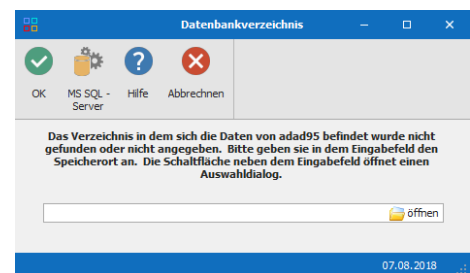 Datenbankverzeichnis
OK
MS SQL -
Server
Hilfe
Abbrechnen
Das Verzeichnis in dem sich die Daten von adad95 befindet wurde nicht
gefunden oder nicht angegeben. Bitte geben sie in dem Eingabefeld den
Speicherort an. Die Schaltfläche neben dem Eingabefeld öffnet einen
Auswahldialog.
öffnen
07.08.2018